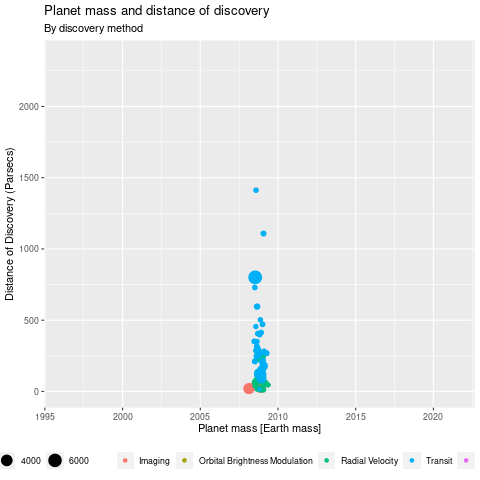 Planet mass and distance of discovery
By discovery method
Distance of Discovery (Parsecs)
2000
1500
1000
500
0
1995 2000 2005 2010 2015 2020
Planet mass [Earth mass]
4000 6000 Imaging Orbital Brightness Modulation Radial Velocity Transit